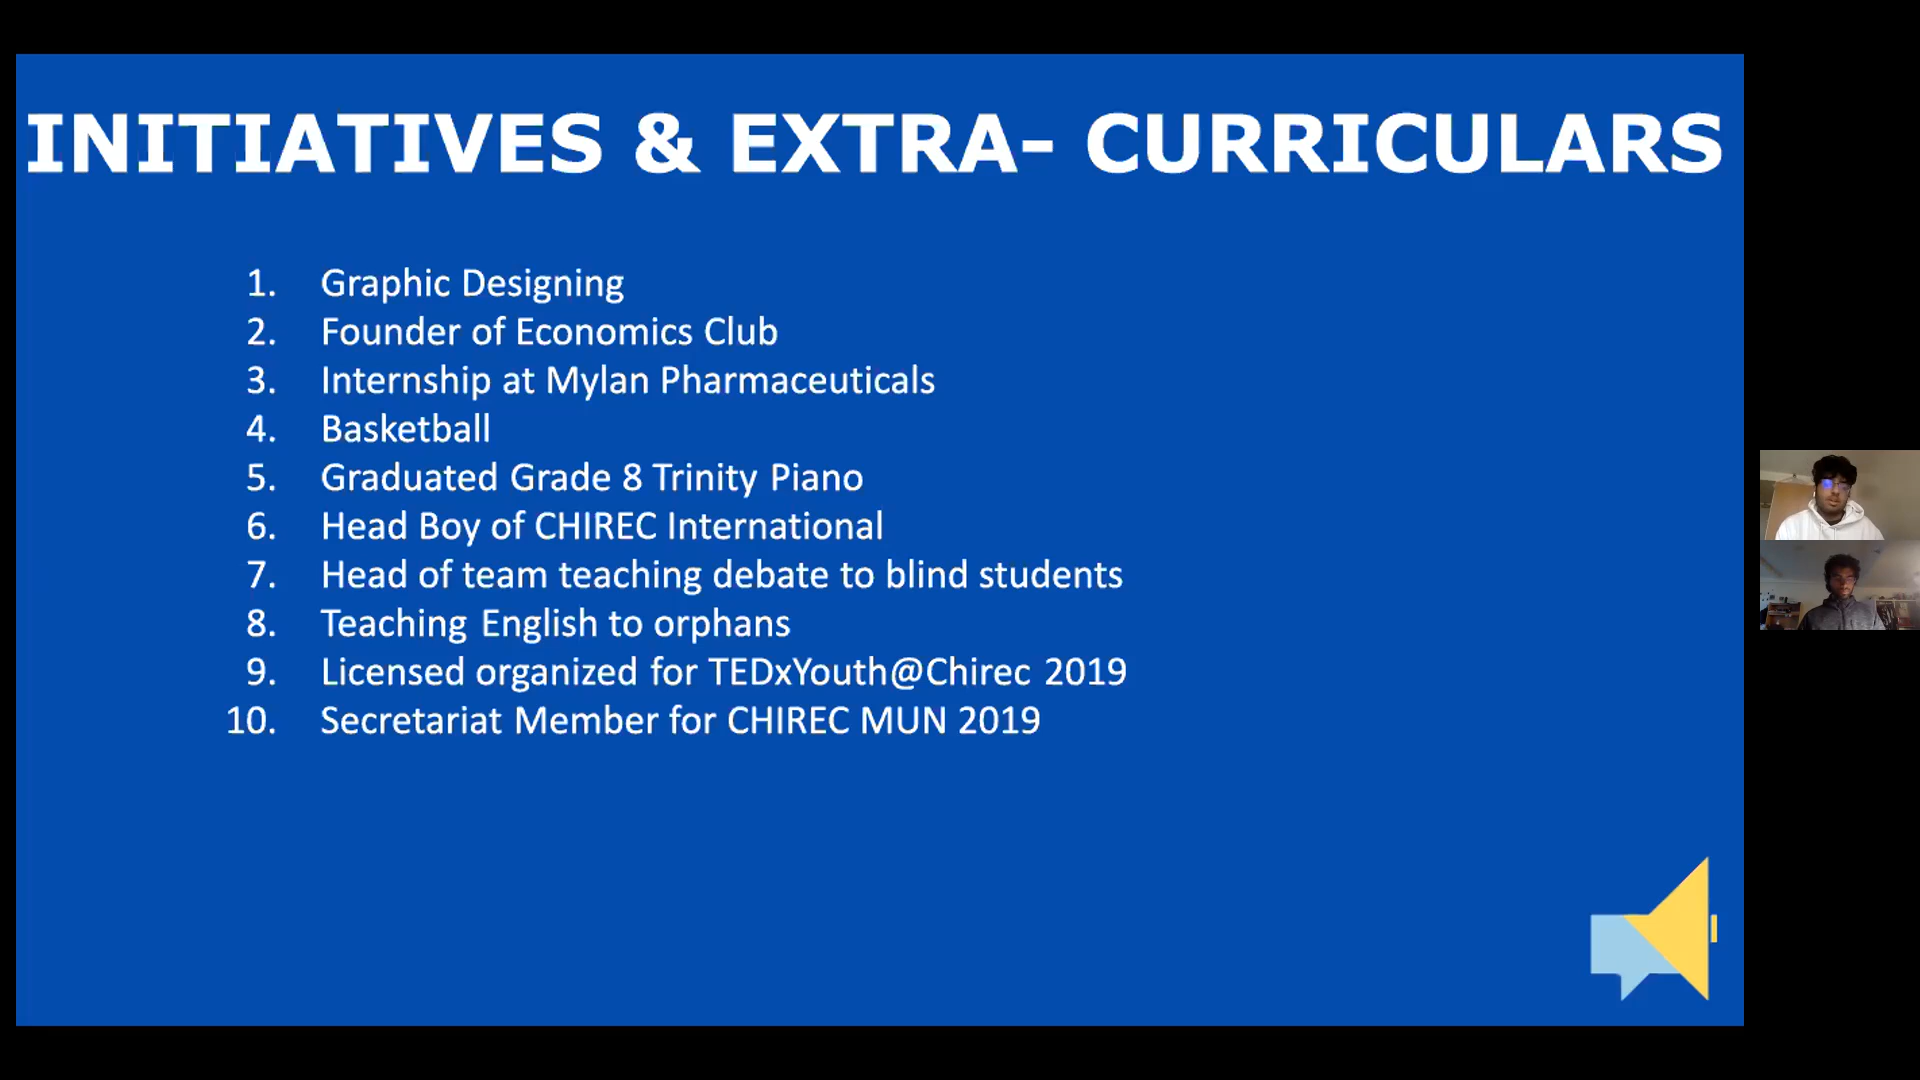 INITIATIVES & EXTRA- CURRICULARS
1. Graphic Designing
2. Founder of Economics Club
3. Internship at Mylan Pharmaceuticals
4. Basketball
5. Graduated Grade 8 Trinity Piano
6. Head Boy of CHIREC International
7. Head of team teaching debate to blind students
8. Teaching English to orphans
9. Licensed organized for TEDxYouth@Chirec 2019
10. Secretariat Member for CHIREC MUN 2019